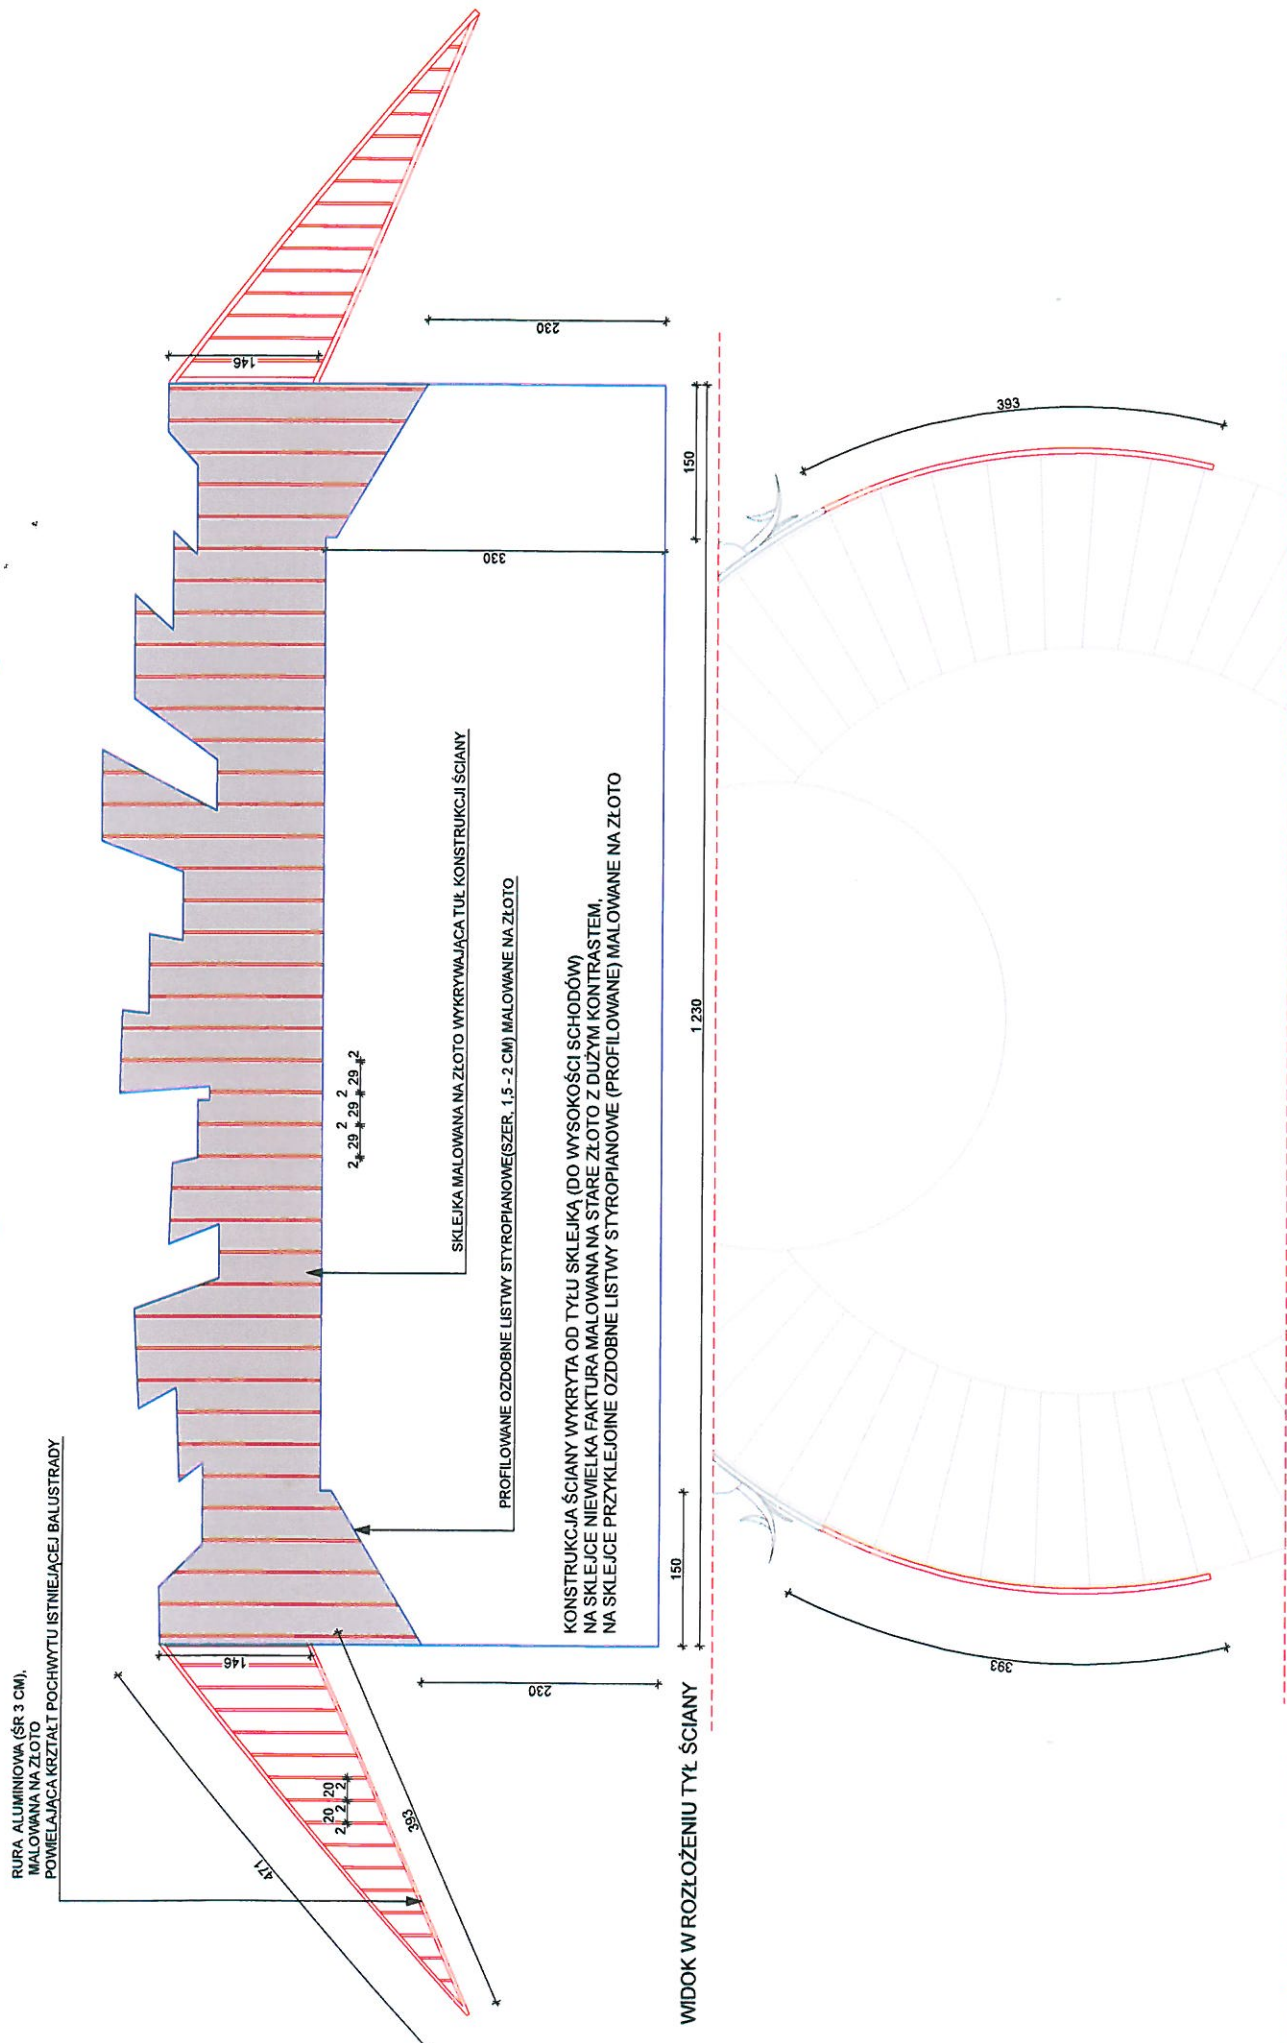 RURA ALUMINIOWA (ŚR 3 CM),
MALOWANA NA ZŁOTO
POWIELAJĄCA KRZTAŁT POCHWYTU ISTNIEJĄCEJ BALUSTRADY
471
393
2 20 2 20 2
146
146
230
230
330
2 29 2 29 2 29 2
SKLEJKA MALOWANA NA ZŁOTO WYKRYWAJĄCA TUŁ KONSTRUKCJI ŚCIANY
PROFILOWANE OZDOBNE LISTWY STYROPIANOWE(SZER, 1,5 - 2 CM) MALOWANE NA ZŁOTO
KONSTRUKCJA ŚCIANY WYKRYTA OD TYŁU SKLEJKĄ (DO WYSOKOŚCI SCHODÓW)
NA SKLEJCE NIEWIELKA FAKTURA MALOWANA NA STARE ZŁOTO Z DUŻYM KONTRASTEM,
NA SKLEJCE PRZYKLEJOINE OZDOBNE LISTWY STYROPIANOWE (PROFILOWANE) MALOWANE NA ZŁOTO
150
1 230
150
WIDOK W ROZŁOŻENIU TYŁ ŚCIANY
393
393